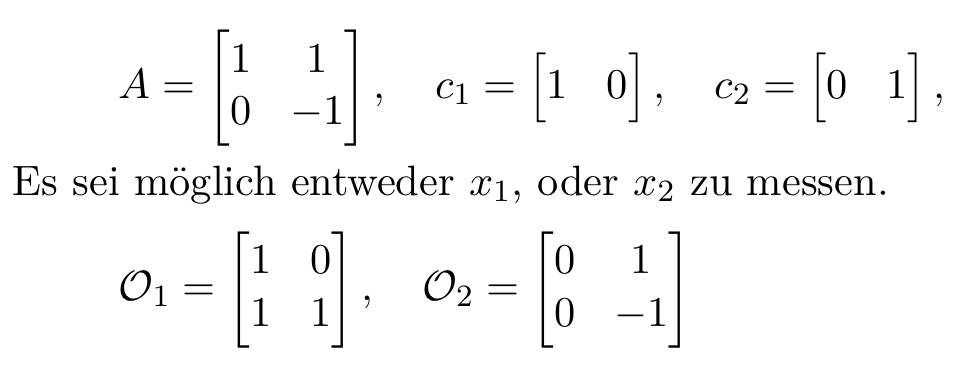 A = [1 1; 0 −1], c₁ = [1 0], c₂ = [0 1],
Es sei möglich entweder x₁, oder x₂ zu messen.
𝒪₁ = [1 0; 1 1], 𝒪₂ = [0 1; 0 −1]